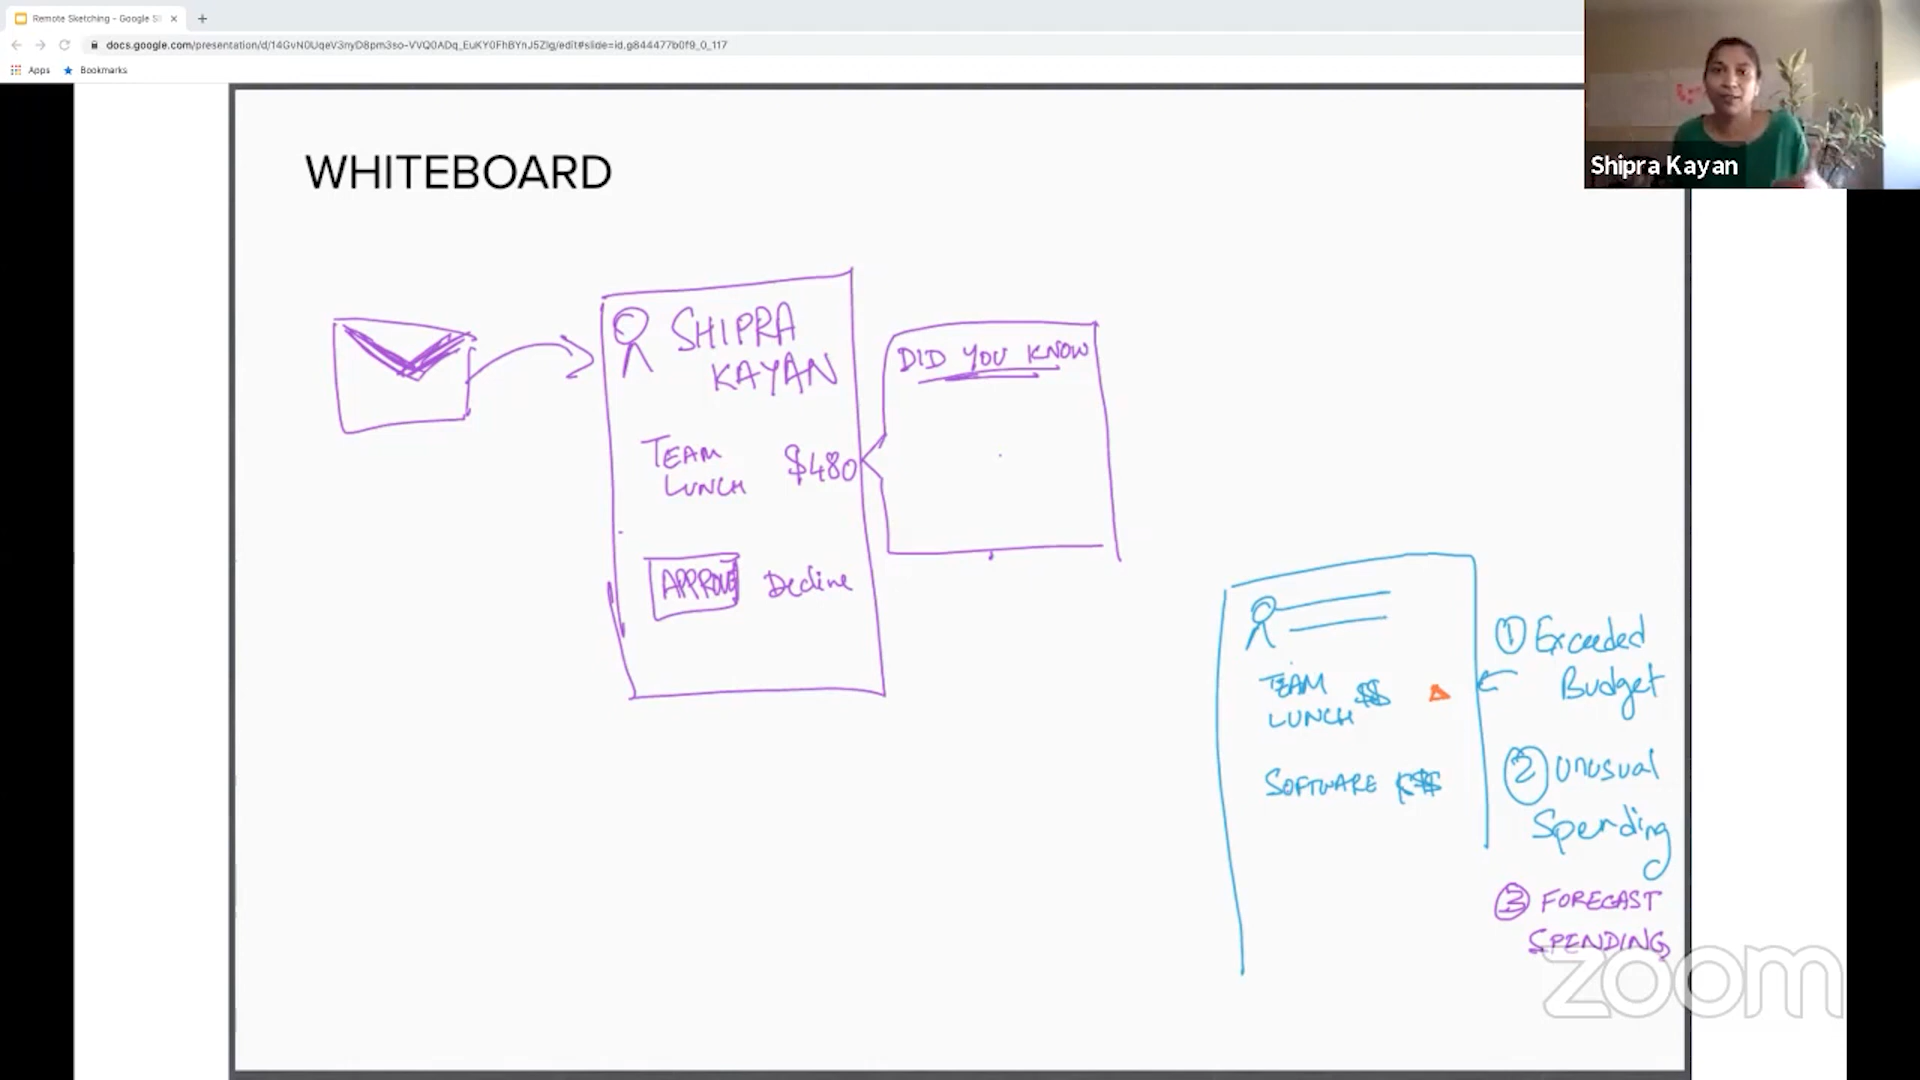 Remote Sketching - Google Sl
docs.google.com/presentation/d/14GvN0UqeV3nyD8pm3so-VVQ0ADq_EuKY0FhBYnJ5ZIg/edit#slide=id.g844477b0f9_0_117
Apps Bookmarks
Shipra Kayan
WHITEBOARD
SHIPRA
KAYAN
DID YOU KNOW
TEAM
LUNCH $480
APPROVE Decline
TEAM
LUNCH $$
SOFTWARE $$
① Exceeded
Budget
② Unusual
Spending
③ FORECAST
SPENDING
zoom